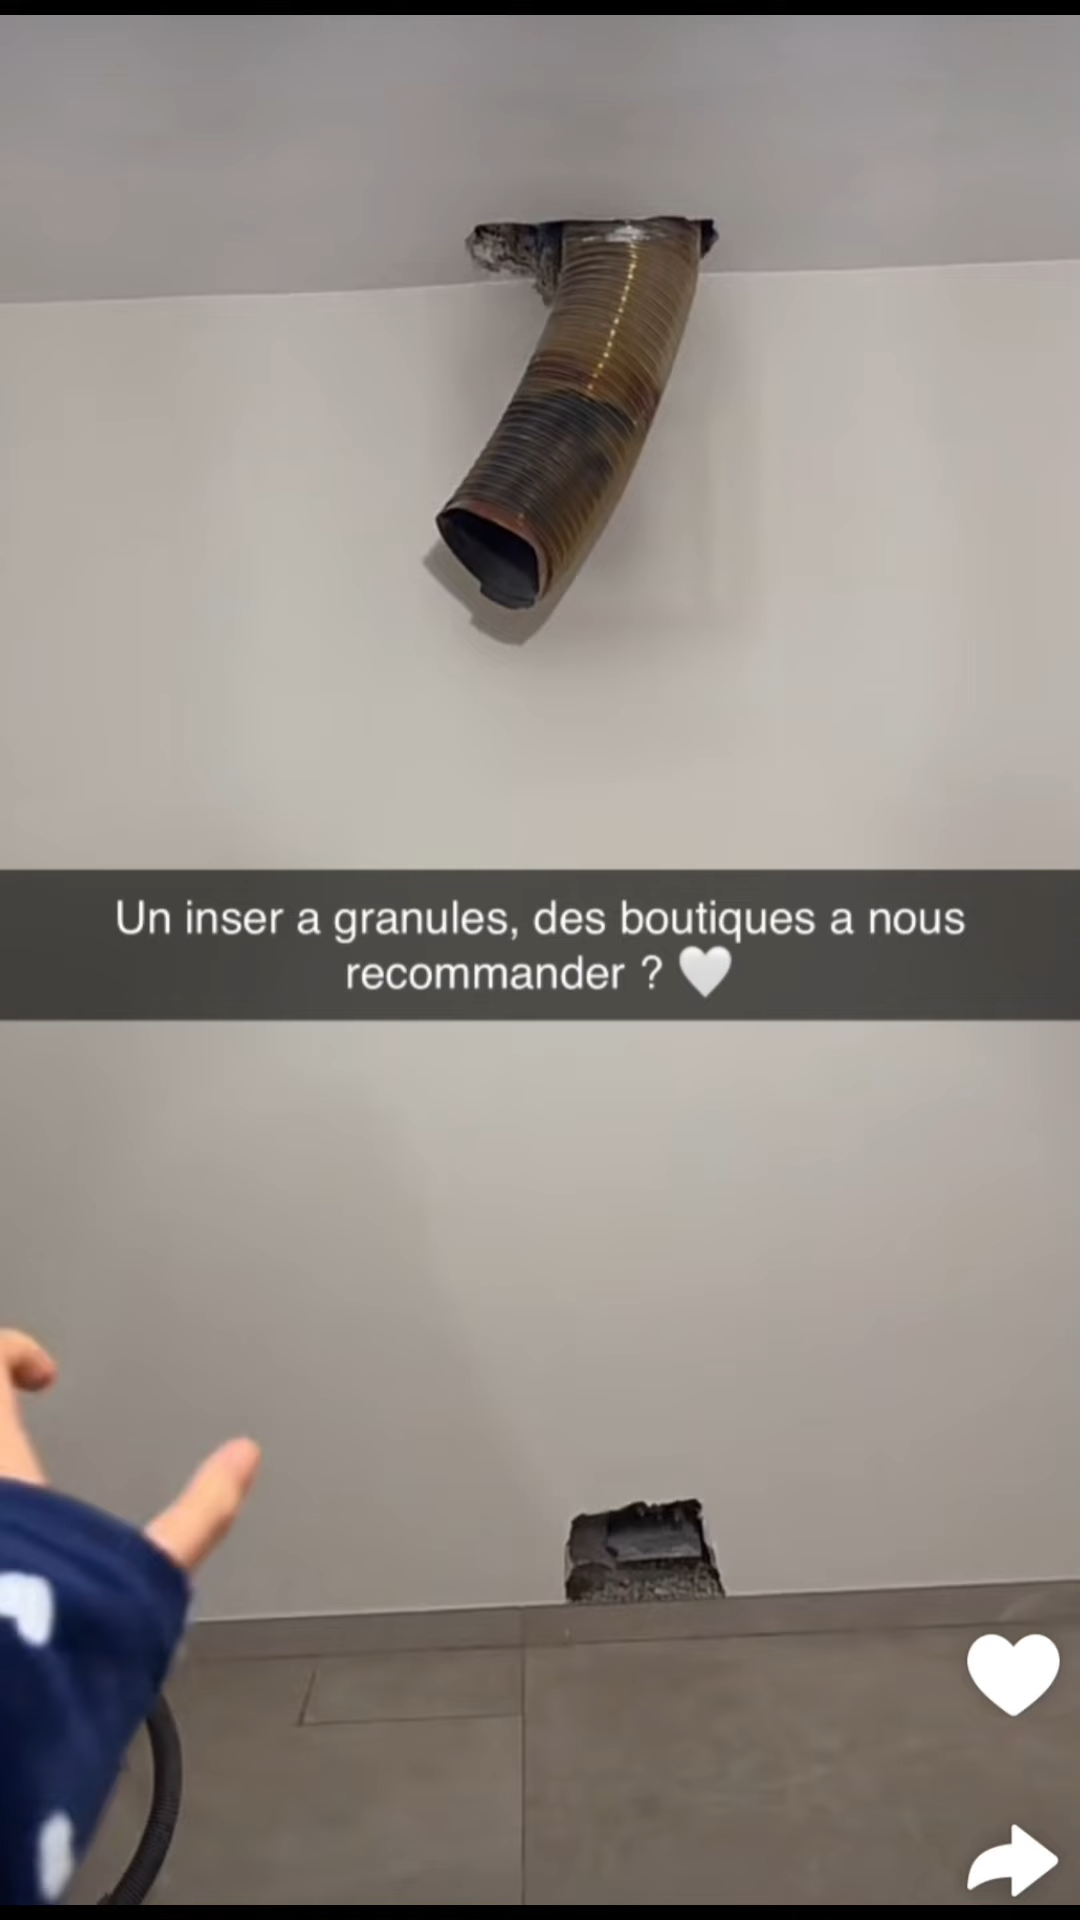 Un inser a granules, des boutiques a nous
recommander ? 🤍